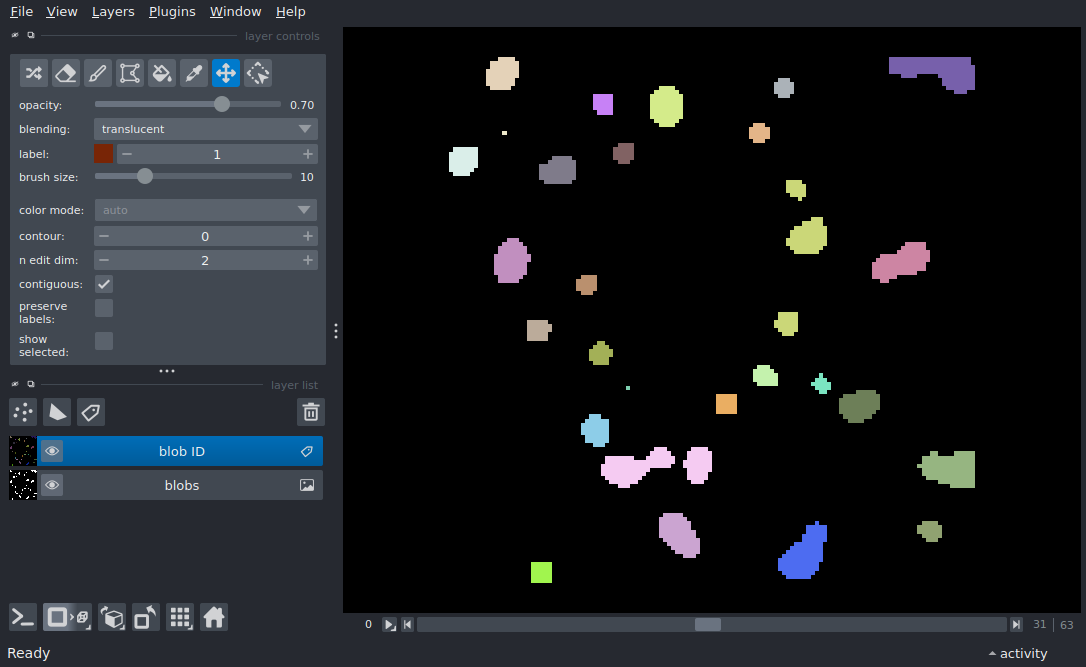 File View Layers Plugins Window Help
layer controls
opacity: 0.70
blending: translucent
label: 1
brush size: 10
color mode: auto
contour: 0
n edit dim: 2
contiguous:
preserve
labels:
show
selected:
layer list
blob ID
blobs
0 31 63
Ready activity